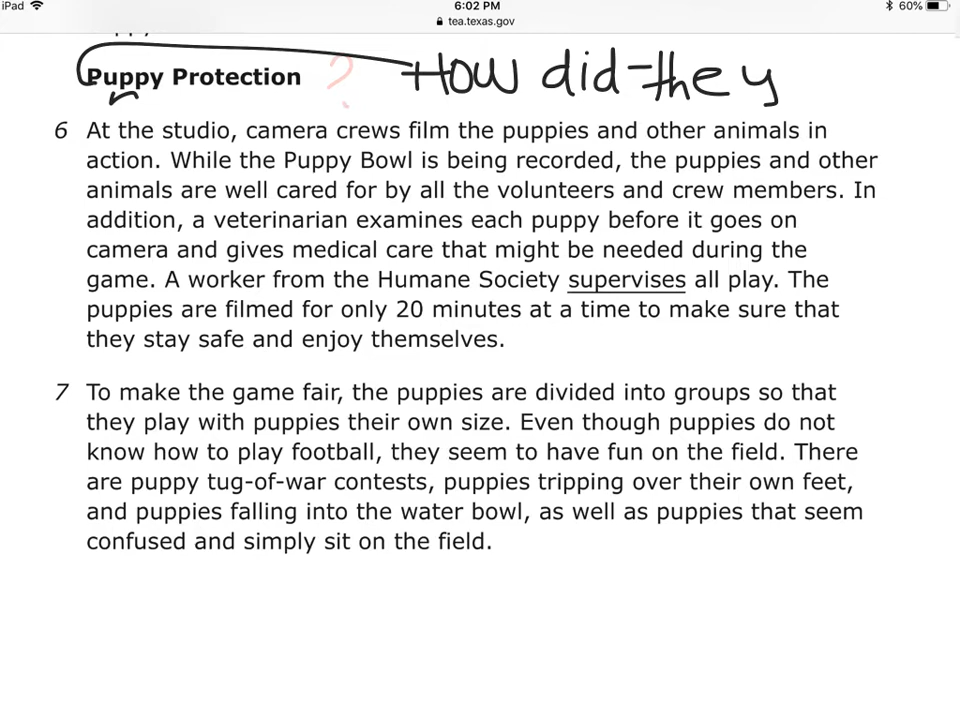 iPad 6:02 PM 60%
tea.texas.gov
Puppy Protection ? How did they
6 At the studio, camera crews film the puppies and other animals in
action. While the Puppy Bowl is being recorded, the puppies and other
animals are well cared for by all the volunteers and crew members. In
addition, a veterinarian examines each puppy before it goes on
camera and gives medical care that might be needed during the
game. A worker from the Humane Society supervises all play. The
puppies are filmed for only 20 minutes at a time to make sure that
they stay safe and enjoy themselves.
7 To make the game fair, the puppies are divided into groups so that
they play with puppies their own size. Even though puppies do not
know how to play football, they seem to have fun on the field. There
are puppy tug-of-war contests, puppies tripping over their own feet,
and puppies falling into the water bowl, as well as puppies that seem
confused and simply sit on the field.